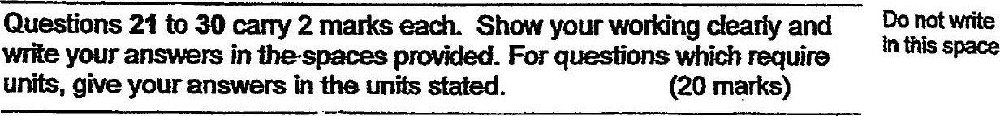 Questions 21 to 30 carry 2 marks each. Show your working clearly and
write your answers in the spaces provided. For questions which require
units, give your answers in the units stated. (20 marks)
Do not write
in this space